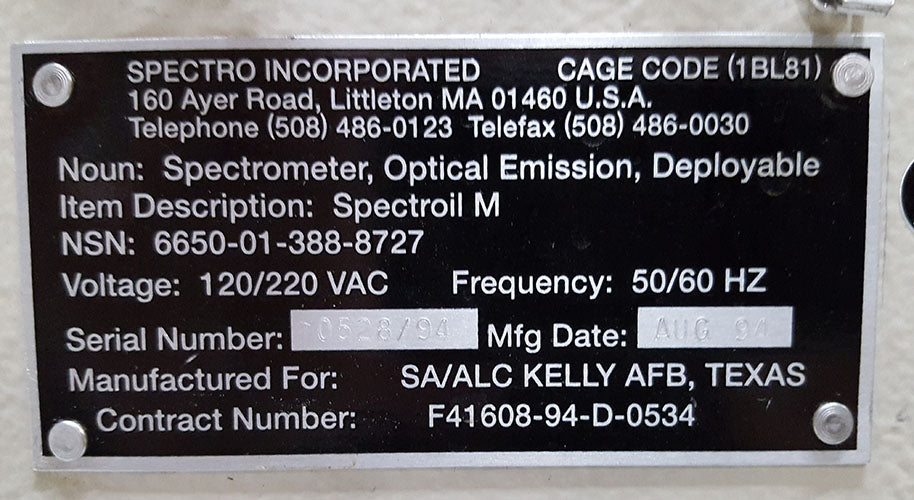 SPECTRO INCORPORATED CAGE CODE (1BL81)
160 Ayer Road, Littleton MA 01460 U.S.A.
Telephone (508) 486-0123 Telefax (508) 486-0030
Noun: Spectrometer, Optical Emission, Deployable
Item Description: Spectroil M
NSN: 6650-01-388-8727
Voltage: 120/220 VAC Frequency: 50/60 HZ
Serial Number: 0528/94 Mfg Date: AUG 94
Manufactured For: SA/ALC KELLY AFB, TEXAS
Contract Number: F41608-94-D-0534